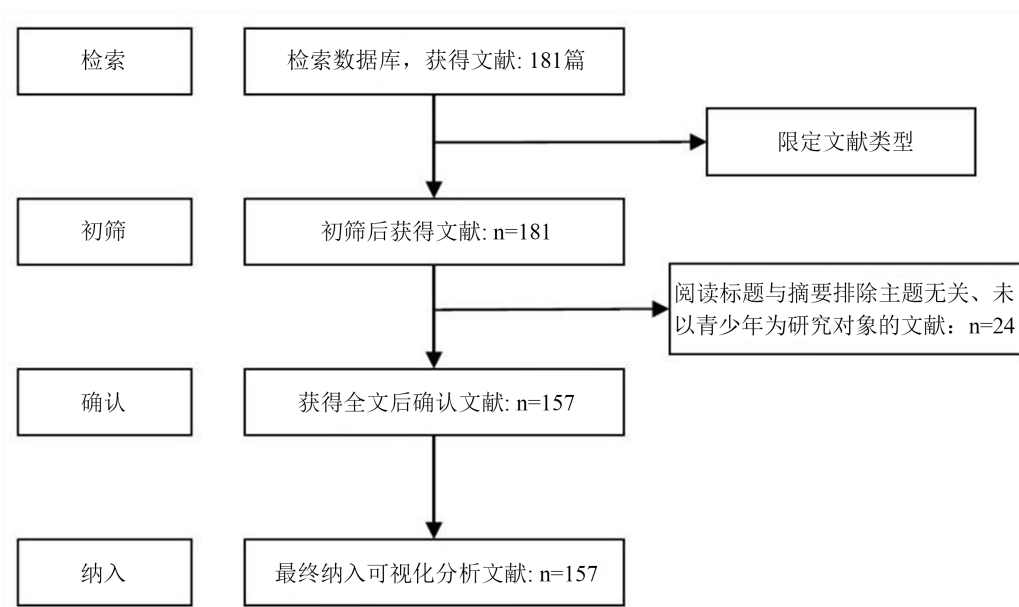 检索
检索数据库，获得文献: 181篇
限定文献类型
初筛
初筛后获得文献: n=181
阅读标题与摘要排除主题无关、未
以青少年为研究对象的文献：n=24
确认
获得全文后确认文献: n=157
纳入
最终纳入可视化分析文献: n=157